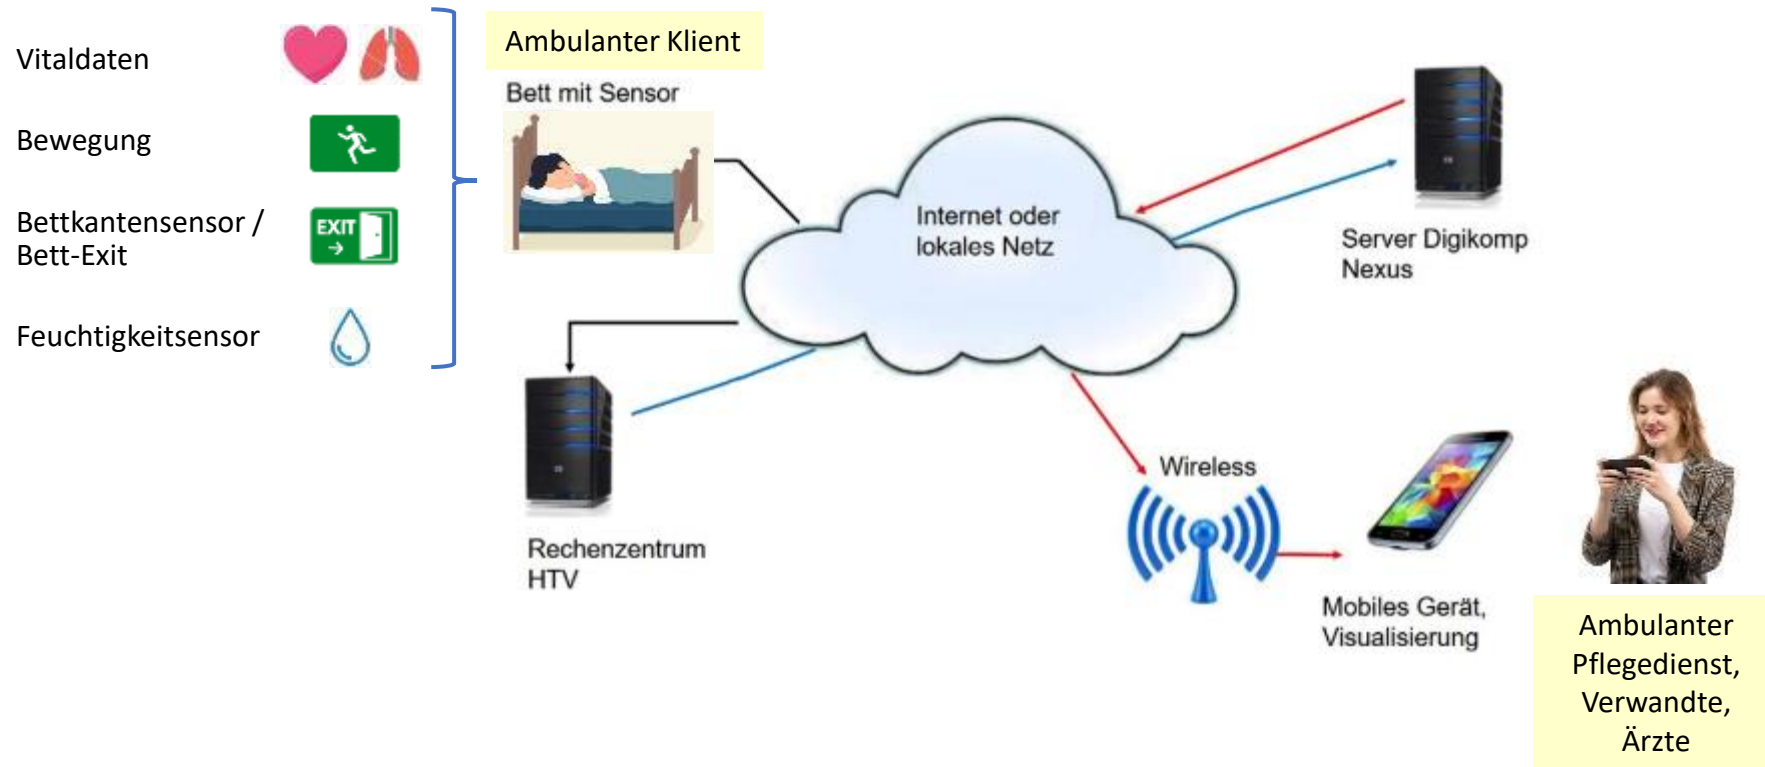 Vitaldaten
Bewegung
Bettkantensensor /
Bett-Exit
EXIT
Feuchtigkeitsensor
Ambulanter Klient
Bett mit Sensor
Internet oder
lokales Netz
Server Digikomp
Nexus
Rechenzentrum
HTV
Wireless
Mobiles Gerät,
Visualisierung
Ambulanter
Pflegedienst,
Verwandte,
Ärzte